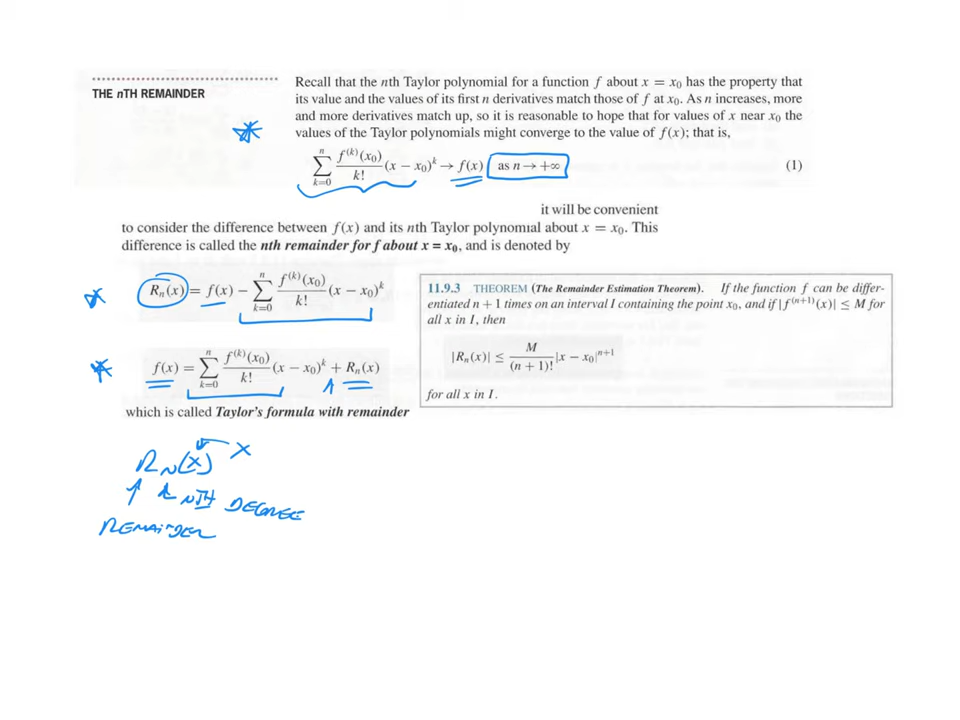 THE nTH REMAINDER
Recall that the nth Taylor polynomial for a function f about x = x₀ has the property that
its value and the values of its first n derivatives match those of f at x₀. As n increases, more
and more derivatives match up, so it is reasonable to hope that for values of x near x₀ the
values of the Taylor polynomials might converge to the value of f(x); that is,
∑_{k=0}^{n} f^{(k)}(x₀)/k! (x − x₀)^k → f(x) as n → +∞ (1)
it will be convenient
to consider the difference between f(x) and its nth Taylor polynomial about x = x₀. This
difference is called the nth remainder for f about x = x₀, and is denoted by
Rₙ(x) = f(x) − ∑_{k=0}^{n} f^{(k)}(x₀)/k! (x − x₀)^k
f(x) = ∑_{k=0}^{n} f^{(k)}(x₀)/k! (x − x₀)^k + Rₙ(x)
which is called Taylor's formula with remainder
11.9.3 THEOREM (The Remainder Estimation Theorem). If the function f can be differ-
entiated n + 1 times on an interval I containing the point x₀, and if |f^{(n+1)}(x)| ≤ M for
all x in I, then
|Rₙ(x)| ≤ M/(n + 1)! |x − x₀|^{n+1}
for all x in I.
R_N(x) X
NTH DEGREE
REMAINDER